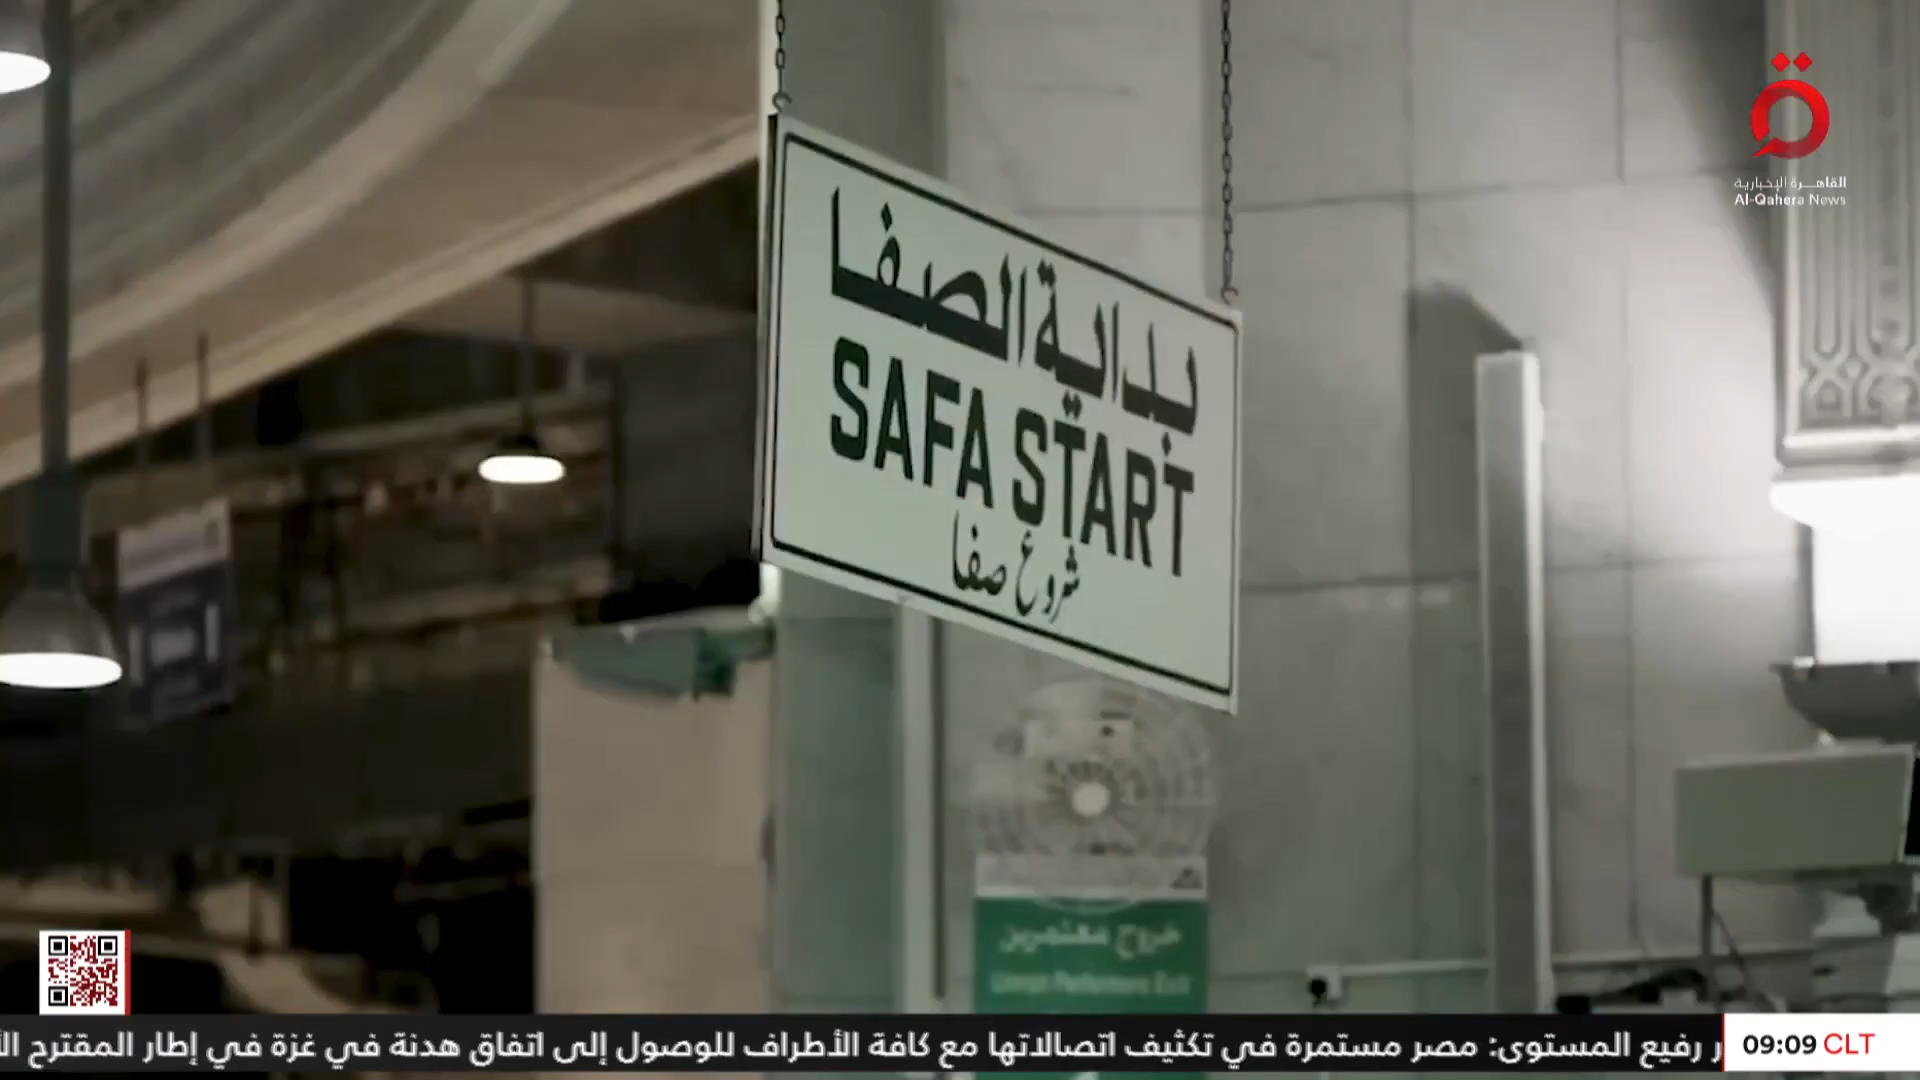 القاهرة الإخبارية
Al-Qahera News
بداية الصفا
SAFA START
شروع صفا
خروج معتمرين
Umrah Performers Exit
رفيع المستوى: مصر مستمرة في تكثيف اتصالاتها مع كافة الأطراف للوصول إلى اتفاق هدنة في غزة في إطار المقترح
09:09 CLT